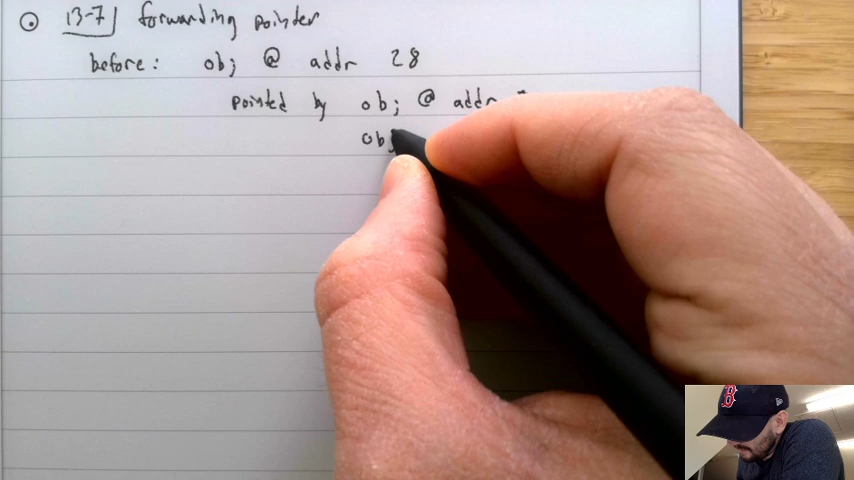 ⊙ 13-7 forwarding pointer
before: obj @ addr 28
pointed by obj @ addr
obj
B